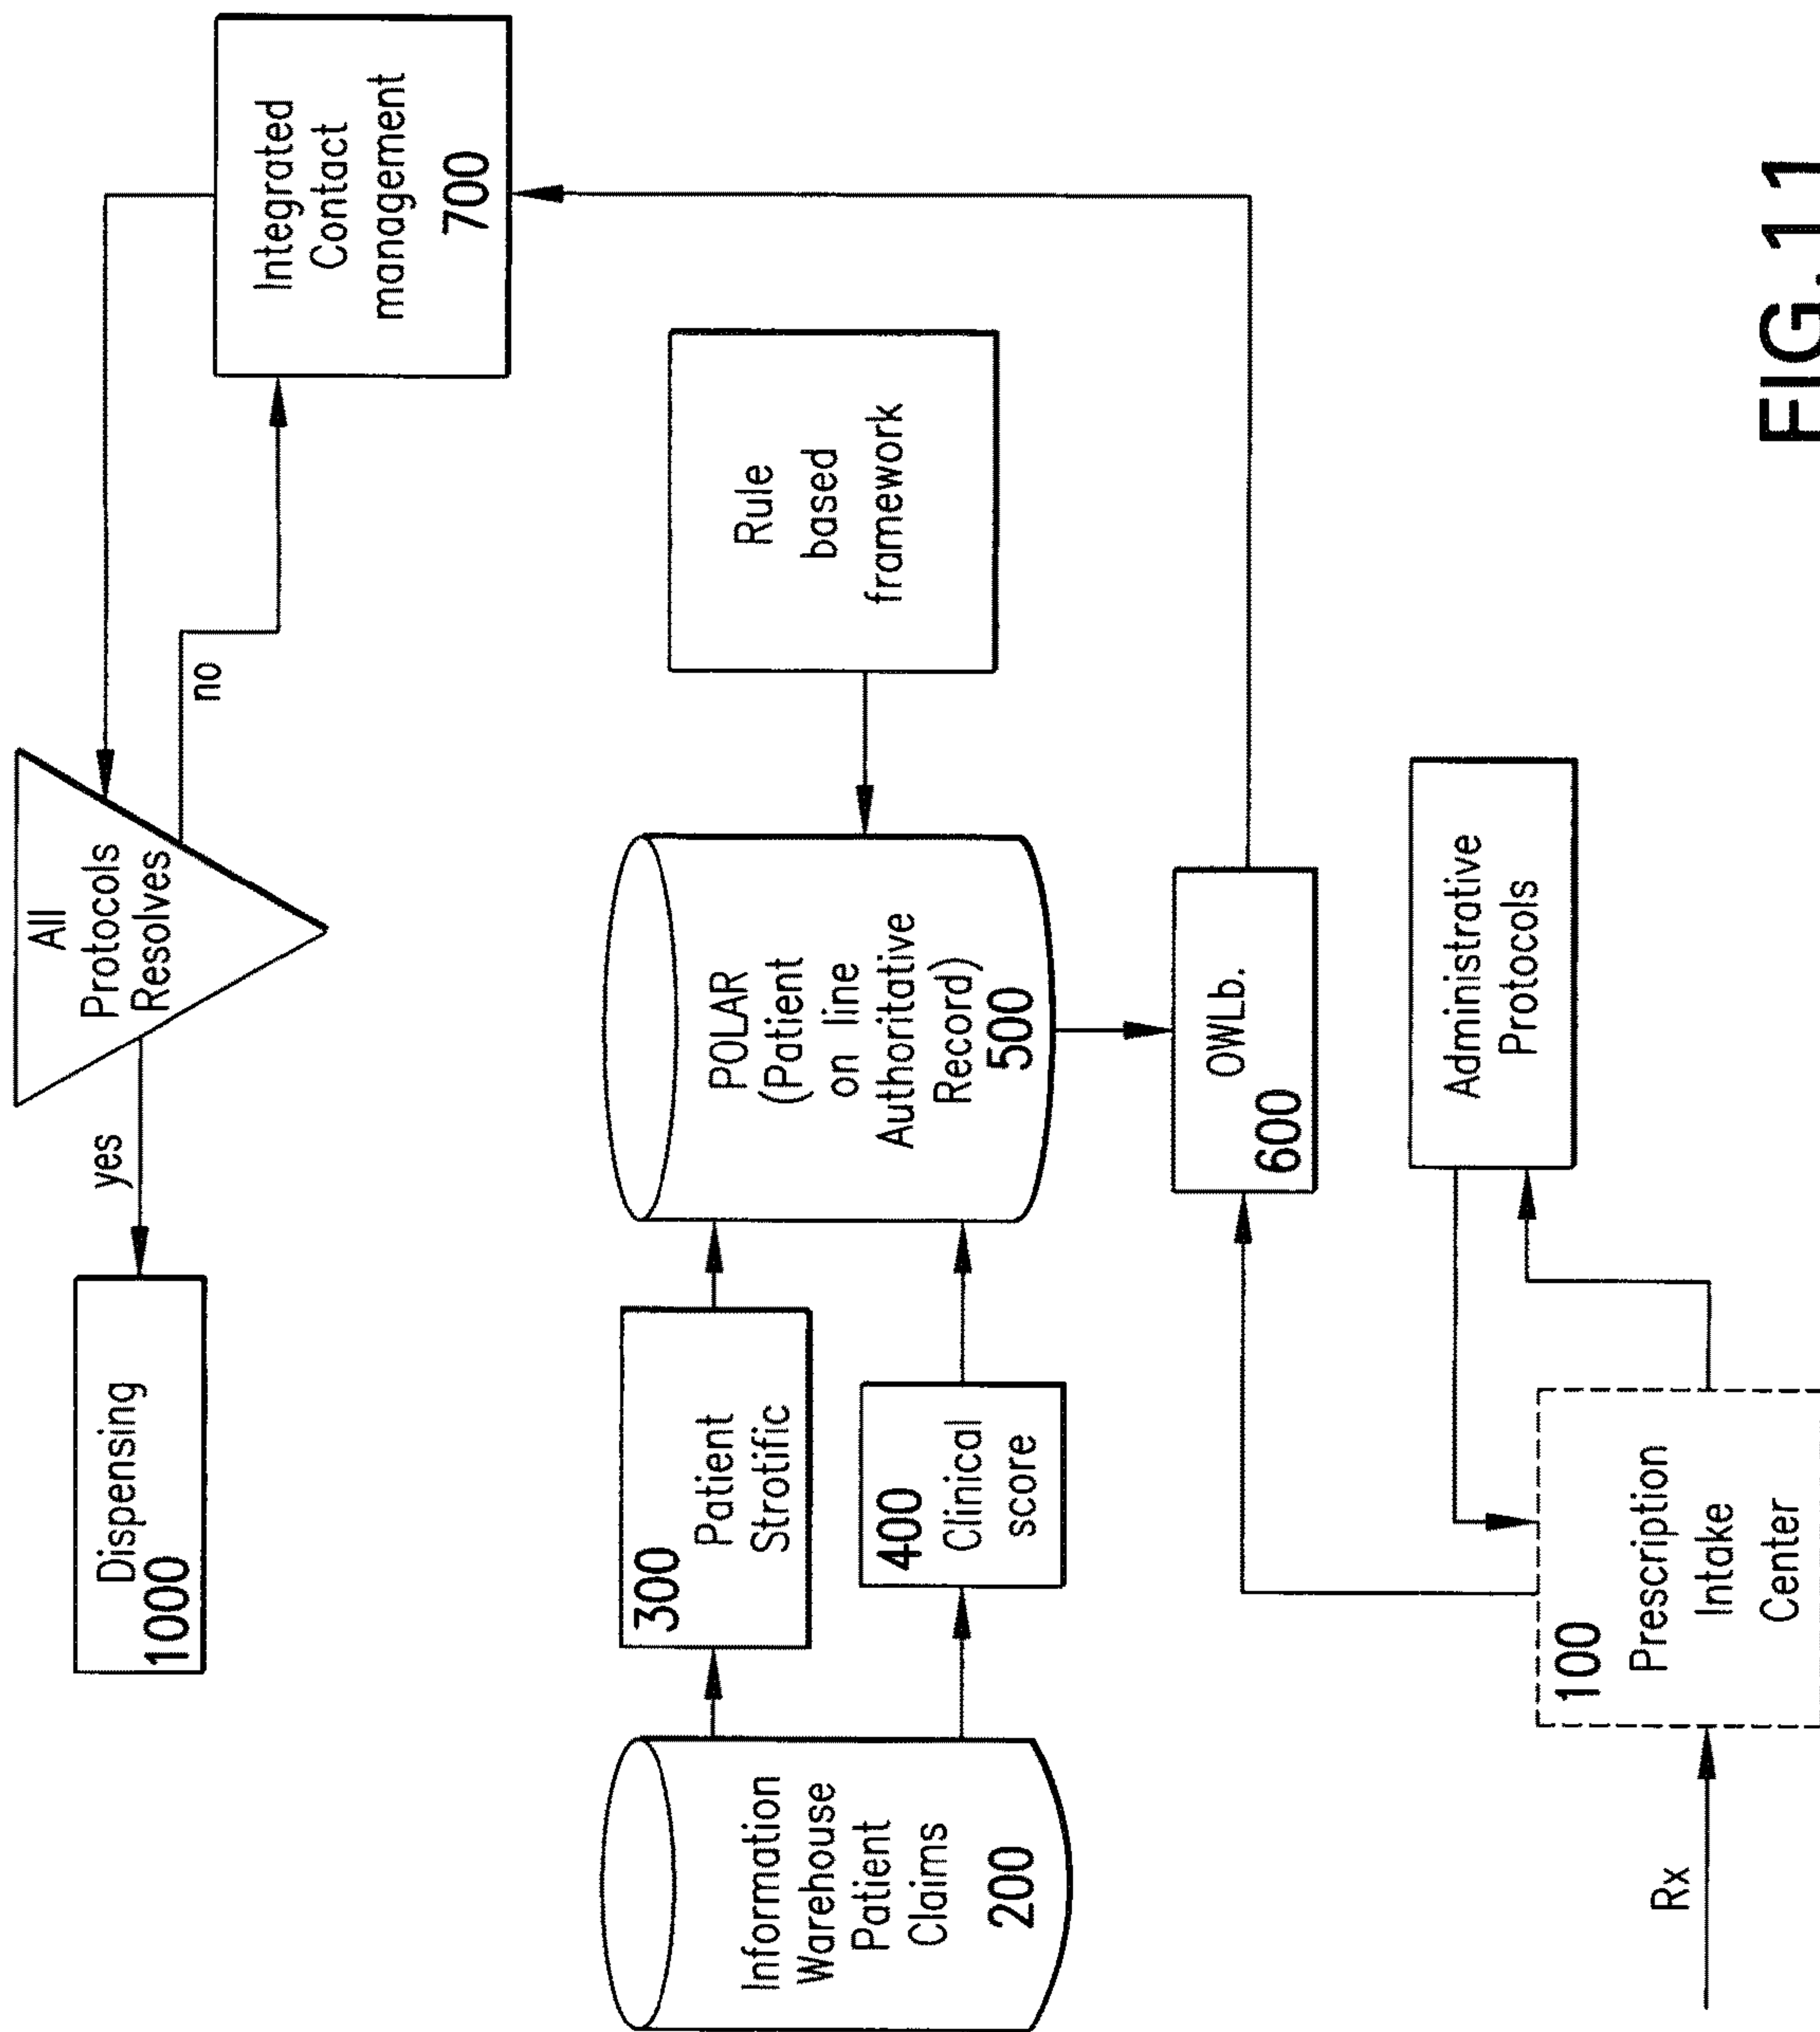 Dispensing
1000
yes
All
Protocols
Resolves
no
Integrated
Contact
management
700
Information
Warehouse
Patient
Claims
200
300
Patient
Strotific
400
Clinical
score
POLAR
(Patient
on line
Authoritative
Record)
500
Rule
based
framework
OWLb.
600
Administrative
Protocols
Rx
100
Prescription
Intake
Center
FIG.11